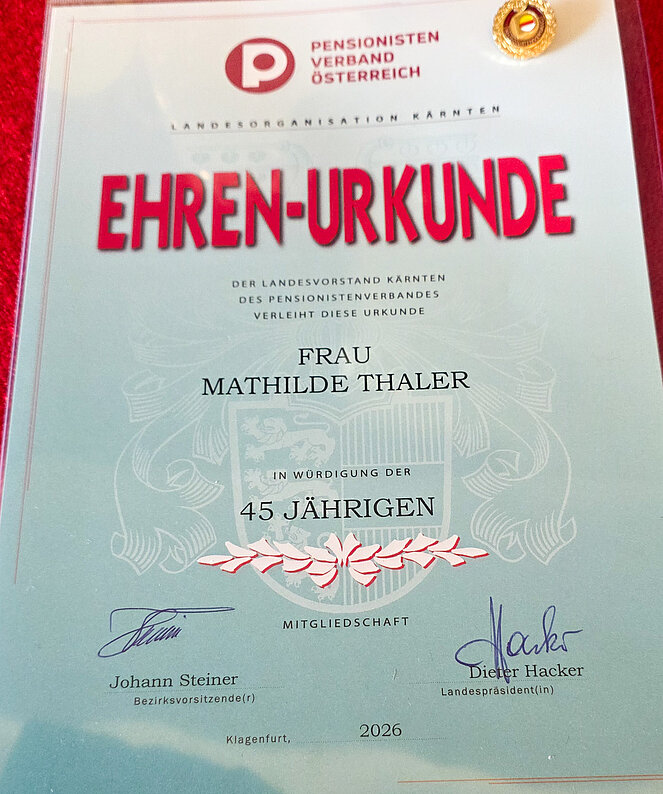 PENSIONISTEN
VERBAND
ÖSTERREICH
LANDESORGANISATION KÄRNTEN
EHREN-URKUNDE
DER LANDESVORSTAND KÄRNTEN
DES PENSIONISTENVERBANDES
VERLEIHT DIESE URKUNDE
FRAU
MATHILDE THALER
IN WÜRDIGUNG DER
45 JÄHRIGEN
MITGLIEDSCHAFT
Hacker
Johann Steiner
Dieter Hacker
Bezirksvorsitzende(r)
Landespräsident(in)
Klagenfurt, 2026